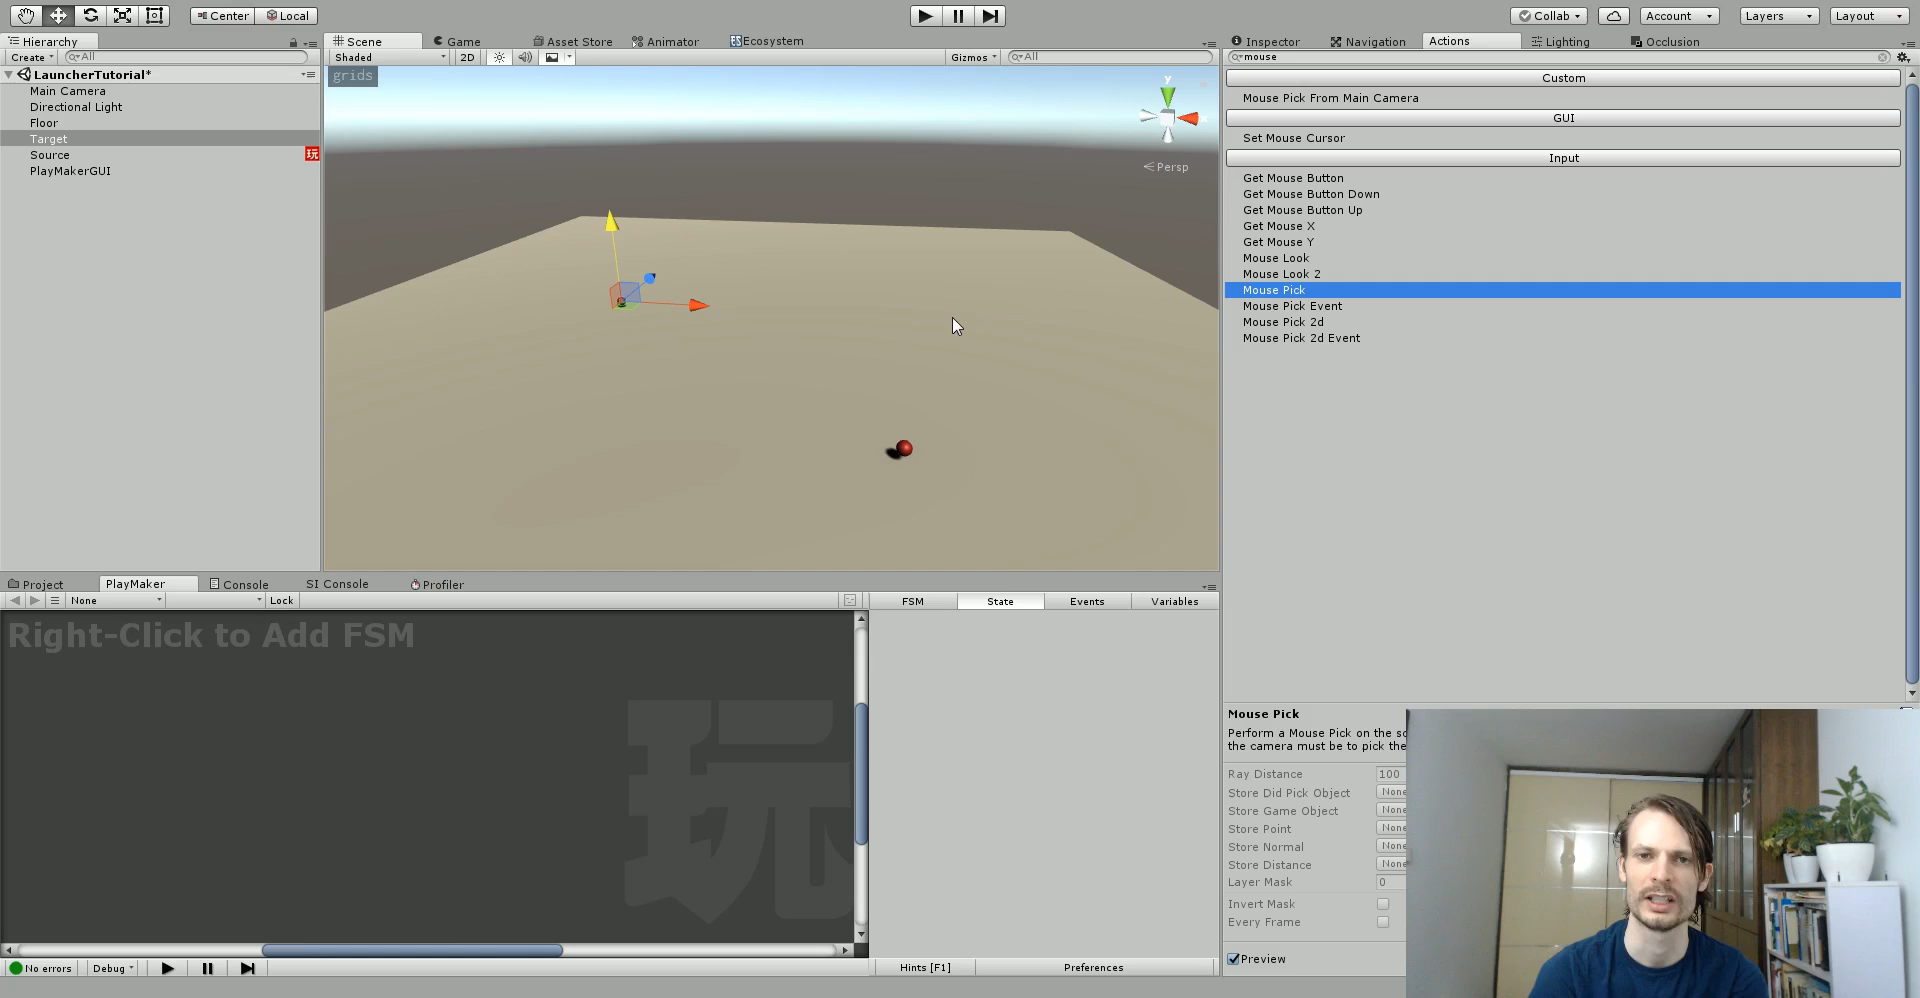 Center
Local
Collab
Account
Layers
Layout
Hierarchy
Scene
Game
Asset Store
Animator
Ecosystem
Inspector
Navigation
Actions
Lighting
Occlusion
Create
All
Shaded
2D
Gizmos
All
mouse
LauncherTutorial*
Main Camera
Directional Light
Floor
Target
Source
玩
PlayMakerGUI
grids
y
Persp
Custom
Mouse Pick From Main Camera
GUI
Set Mouse Cursor
Input
Get Mouse Button
Get Mouse Button Down
Get Mouse Button Up
Get Mouse X
Get Mouse Y
Mouse Look
Mouse Look 2
Mouse Pick
Mouse Pick Event
Mouse Pick 2d
Mouse Pick 2d Event
Project
PlayMaker
Console
SI Console
Profiler
None
Lock
FSM
State
Events
Variables
Right-Click to Add FSM
玩
Mouse Pick
Perform a Mouse Pick on the
the camera must be to pick the
Ray Distance
100
Store Did Pick Object
None
Store Game Object
None
Store Point
None
Store Normal
None
Store Distance
None
Layer Mask
0
Invert Mask
Every Frame
Preview
No errors
Debug
Hints [F1]
Preferences